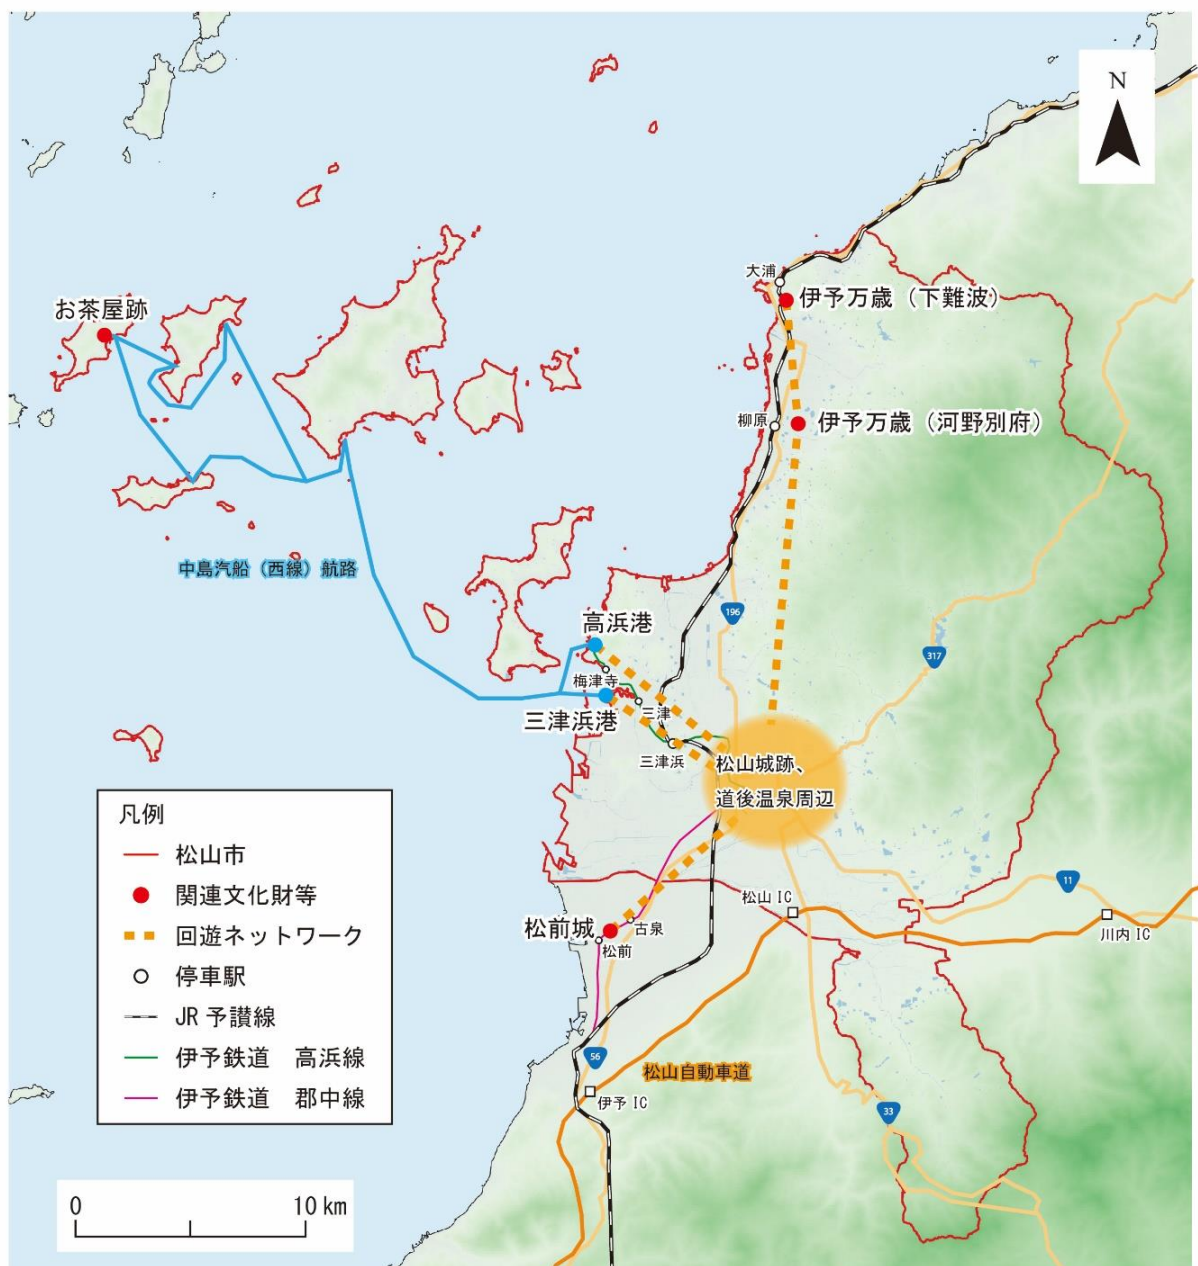 N
大浦
伊予万歳（下難波）
お茶屋跡
柳原
伊予万歳（河野別府）
中島汽船（西線）航路
196
高浜港
317
梅津寺
三津浜港
三津
三津浜
松山城跡、
道後温泉周辺
凡例
松山市
関連文化財等
回遊ネットワーク
停車駅
JR予讃線
伊予鉄道　高浜線
伊予鉄道　郡中線
11
松山 IC
川内 IC
松前城
古泉
松前
56
松山自動車道
伊予 IC
33
0
10 km